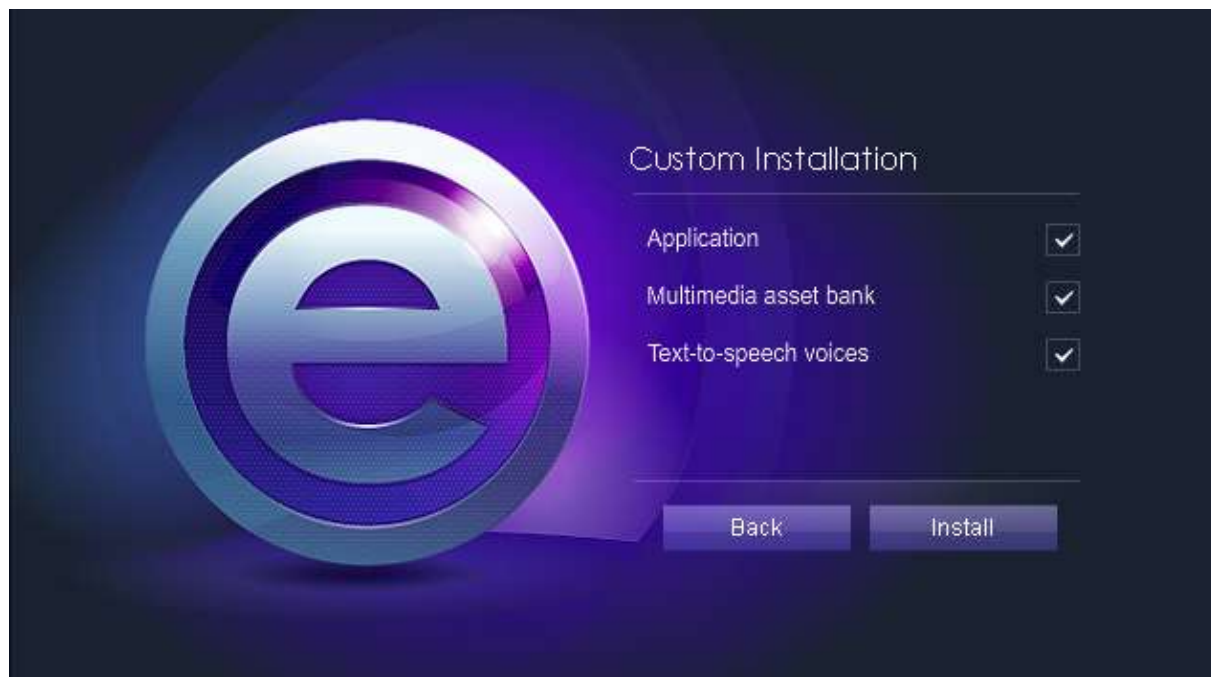 e
Custom Installation
Application
Multimedia asset bank
Text-to-speech voices
Back
Install